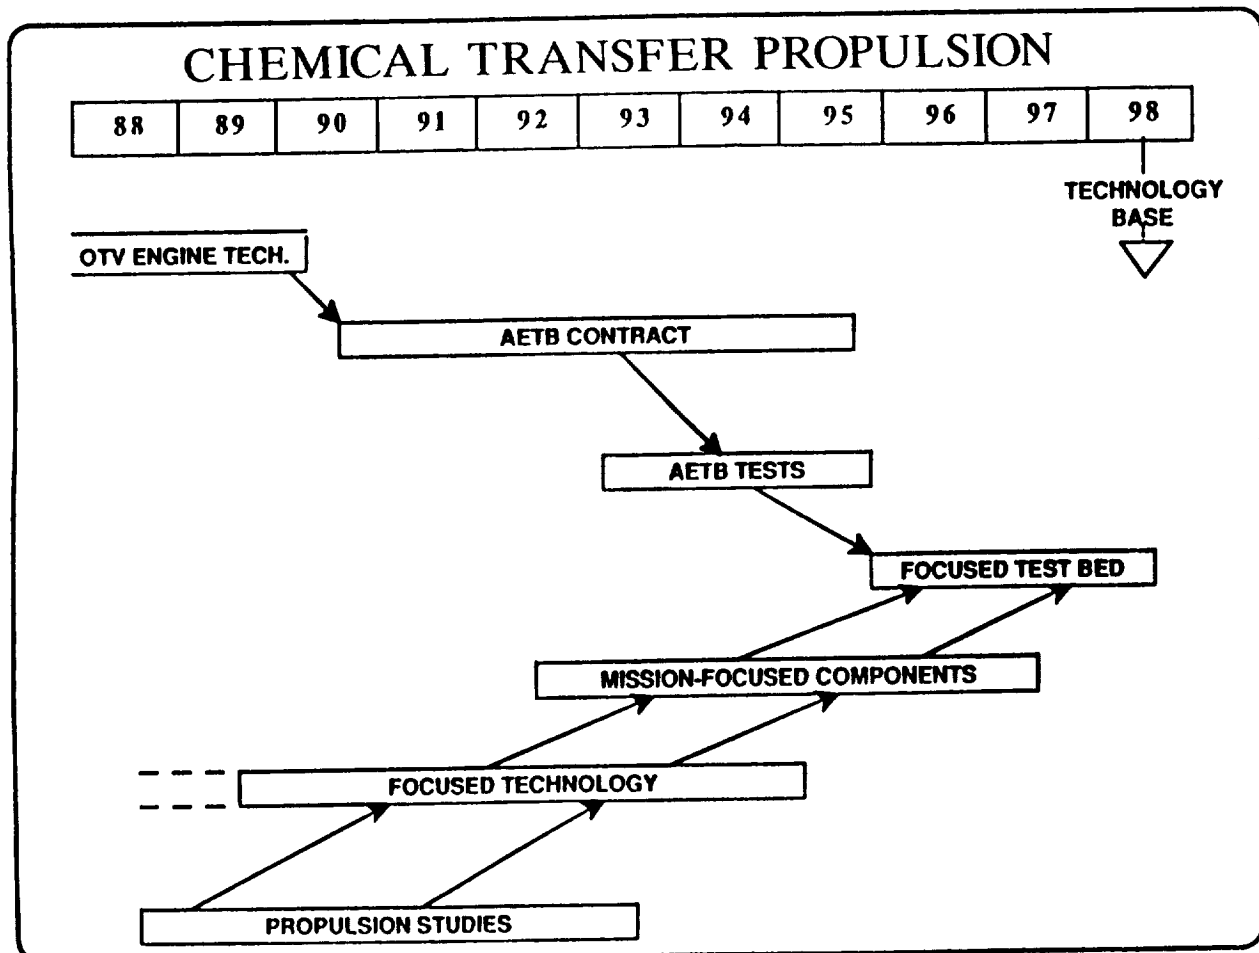 CHEMICAL TRANSFER PROPULSION
88 89 90 91 92 93 94 95 96 97 98
TECHNOLOGY
BASE
OTV ENGINE TECH.
AETB CONTRACT
AETB TESTS
FOCUSED TEST BED
MISSION-FOCUSED COMPONENTS
FOCUSED TECHNOLOGY
PROPULSION STUDIES